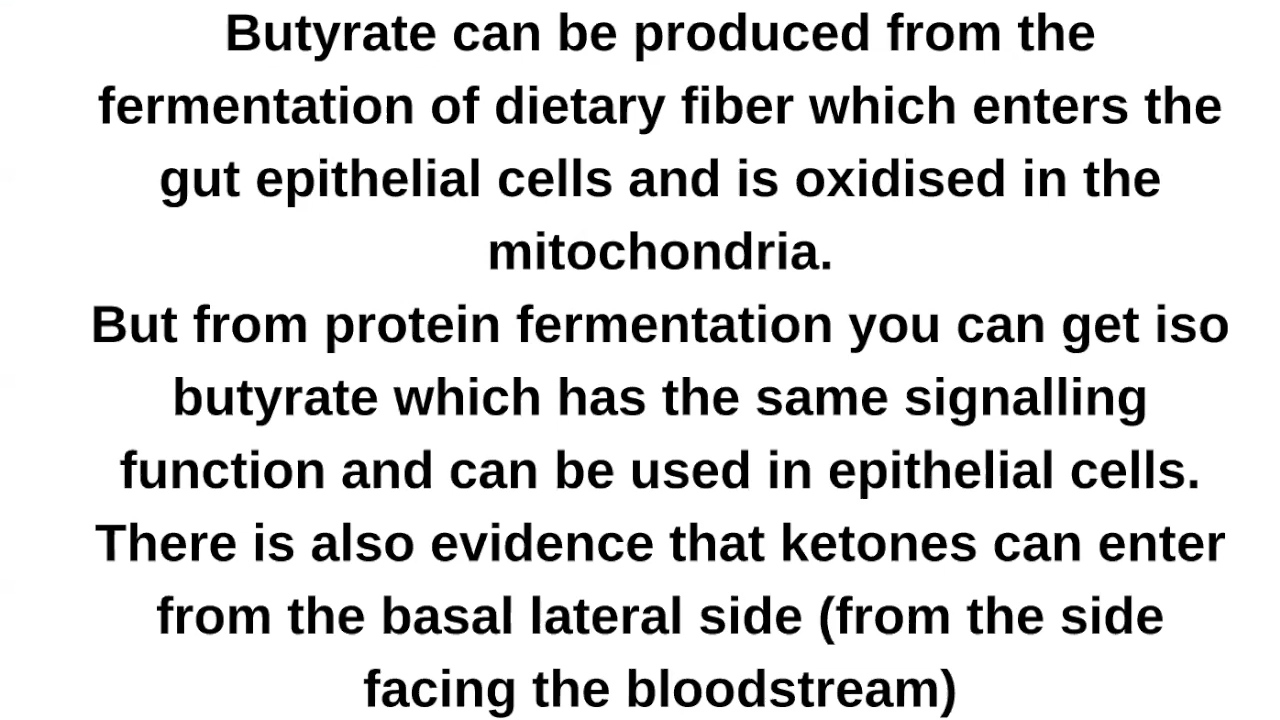 Butyrate can be produced from the
fermentation of dietary fiber which enters the
gut epithelial cells and is oxidised in the
mitochondria.
But from protein fermentation you can get iso
butyrate which has the same signalling
function and can be used in epithelial cells.
There is also evidence that ketones can enter
from the basal lateral side (from the side
facing the bloodstream)